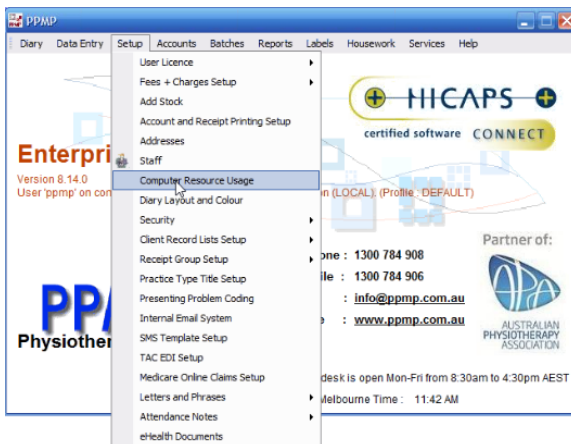 PPMP
Diary Data Entry Setup Accounts Batches Reports Labels Housework Services Help
User Licence
Fees + Charges Setup
Add Stock
Account and Receipt Printing Setup
Addresses
Staff
Computer Resource Usage
Diary Layout and Colour
Security
Client Record Lists Setup
Receipt Group Setup
Practice Type Title Setup
Presenting Problem Coding
Internal Email System
SMS Template Setup
TAC EDI Setup
Medicare Online Claims Setup
Letters and Phrases
Attendance Notes
eHealth Documents
HICAPS
certified software CONNECT
Enterpri
Version 8.14.0
User 'ppmp' on con
on (LOCAL). (Profile : DEFAULT)
one : 1300 784 908
ile : 1300 784 906
: info@ppmp.com.au
: www.ppmp.com.au
Partner of:
APA
AUSTRALIAN
PHYSIOTHERAPY
ASSOCIATION
PP
Physiother
desk is open Mon-Fri from 8:30am to 4:30pm AEST
Melbourne Time : 11:42 AM